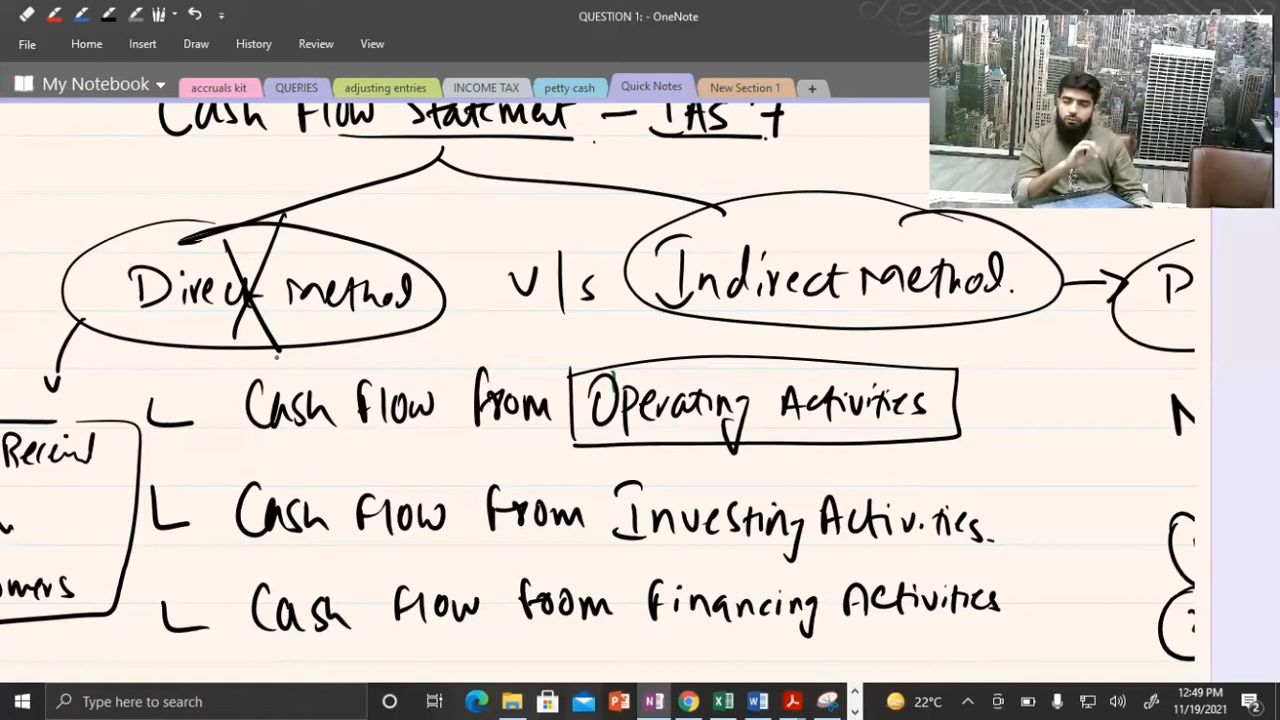 QUESTION 1: - OneNote
File Home Insert Draw History Review View
My Notebook accruals kit QUERIES adjusting entries INCOME TAX petty cash Quick Notes New Section 1
Cash Flow Statement - IAS 7
Direct Method v/s Indirect Method. P
Cash Flow from Operating Activities
Cash Flow from Investing Activities.
Cash Flow from Financing Activities
Type here to search
22°C
12:49 PM
11/19/2021
2